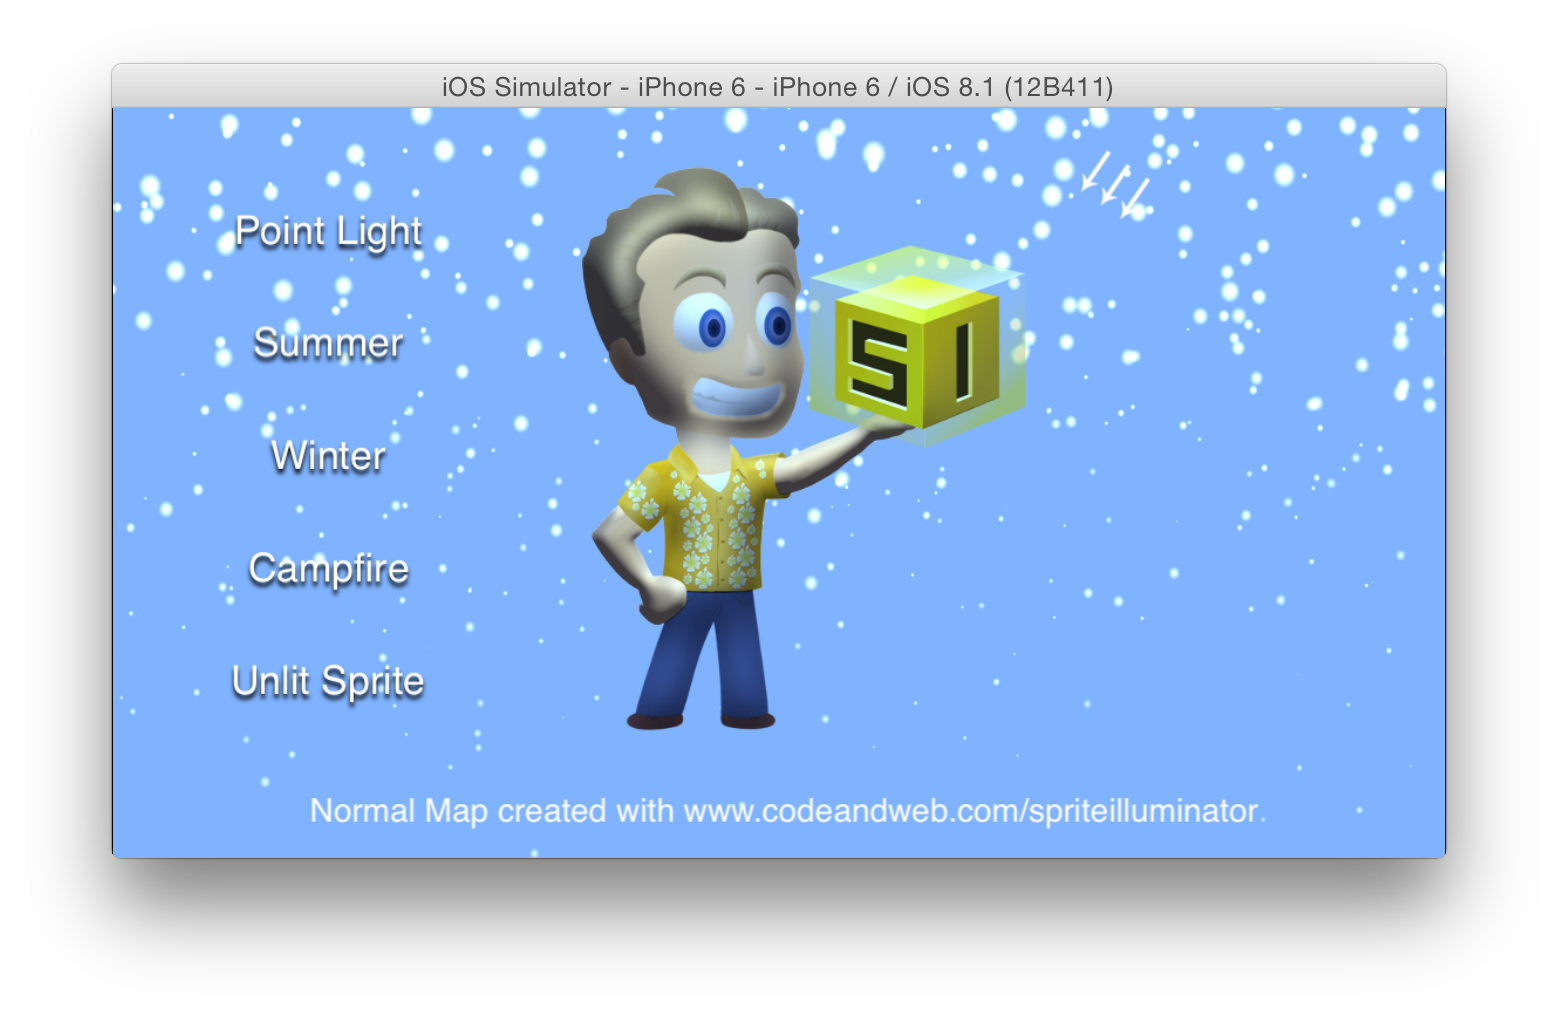 iOS Simulator - iPhone 6 - iPhone 6 / iOS 8.1 (12B411)
Point Light
Summer
Winter
Campfire
Unlit Sprite
SI
Normal Map created with www.codeandweb.com/spriteilluminator.